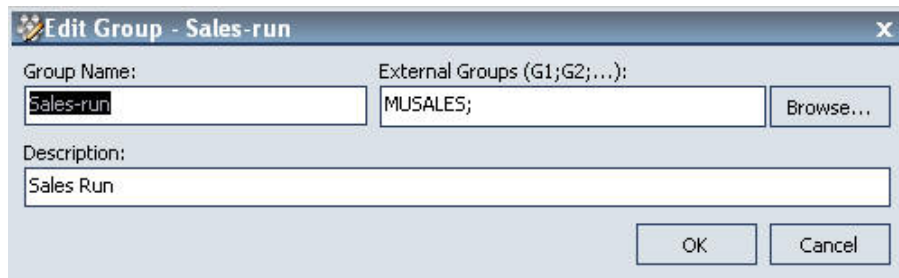 Edit Group - Sales-run
x
Group Name:
External Groups (G1;G2;...):
Sales-run
MUSALES;
Browse...
Description:
Sales Run
OK
Cancel